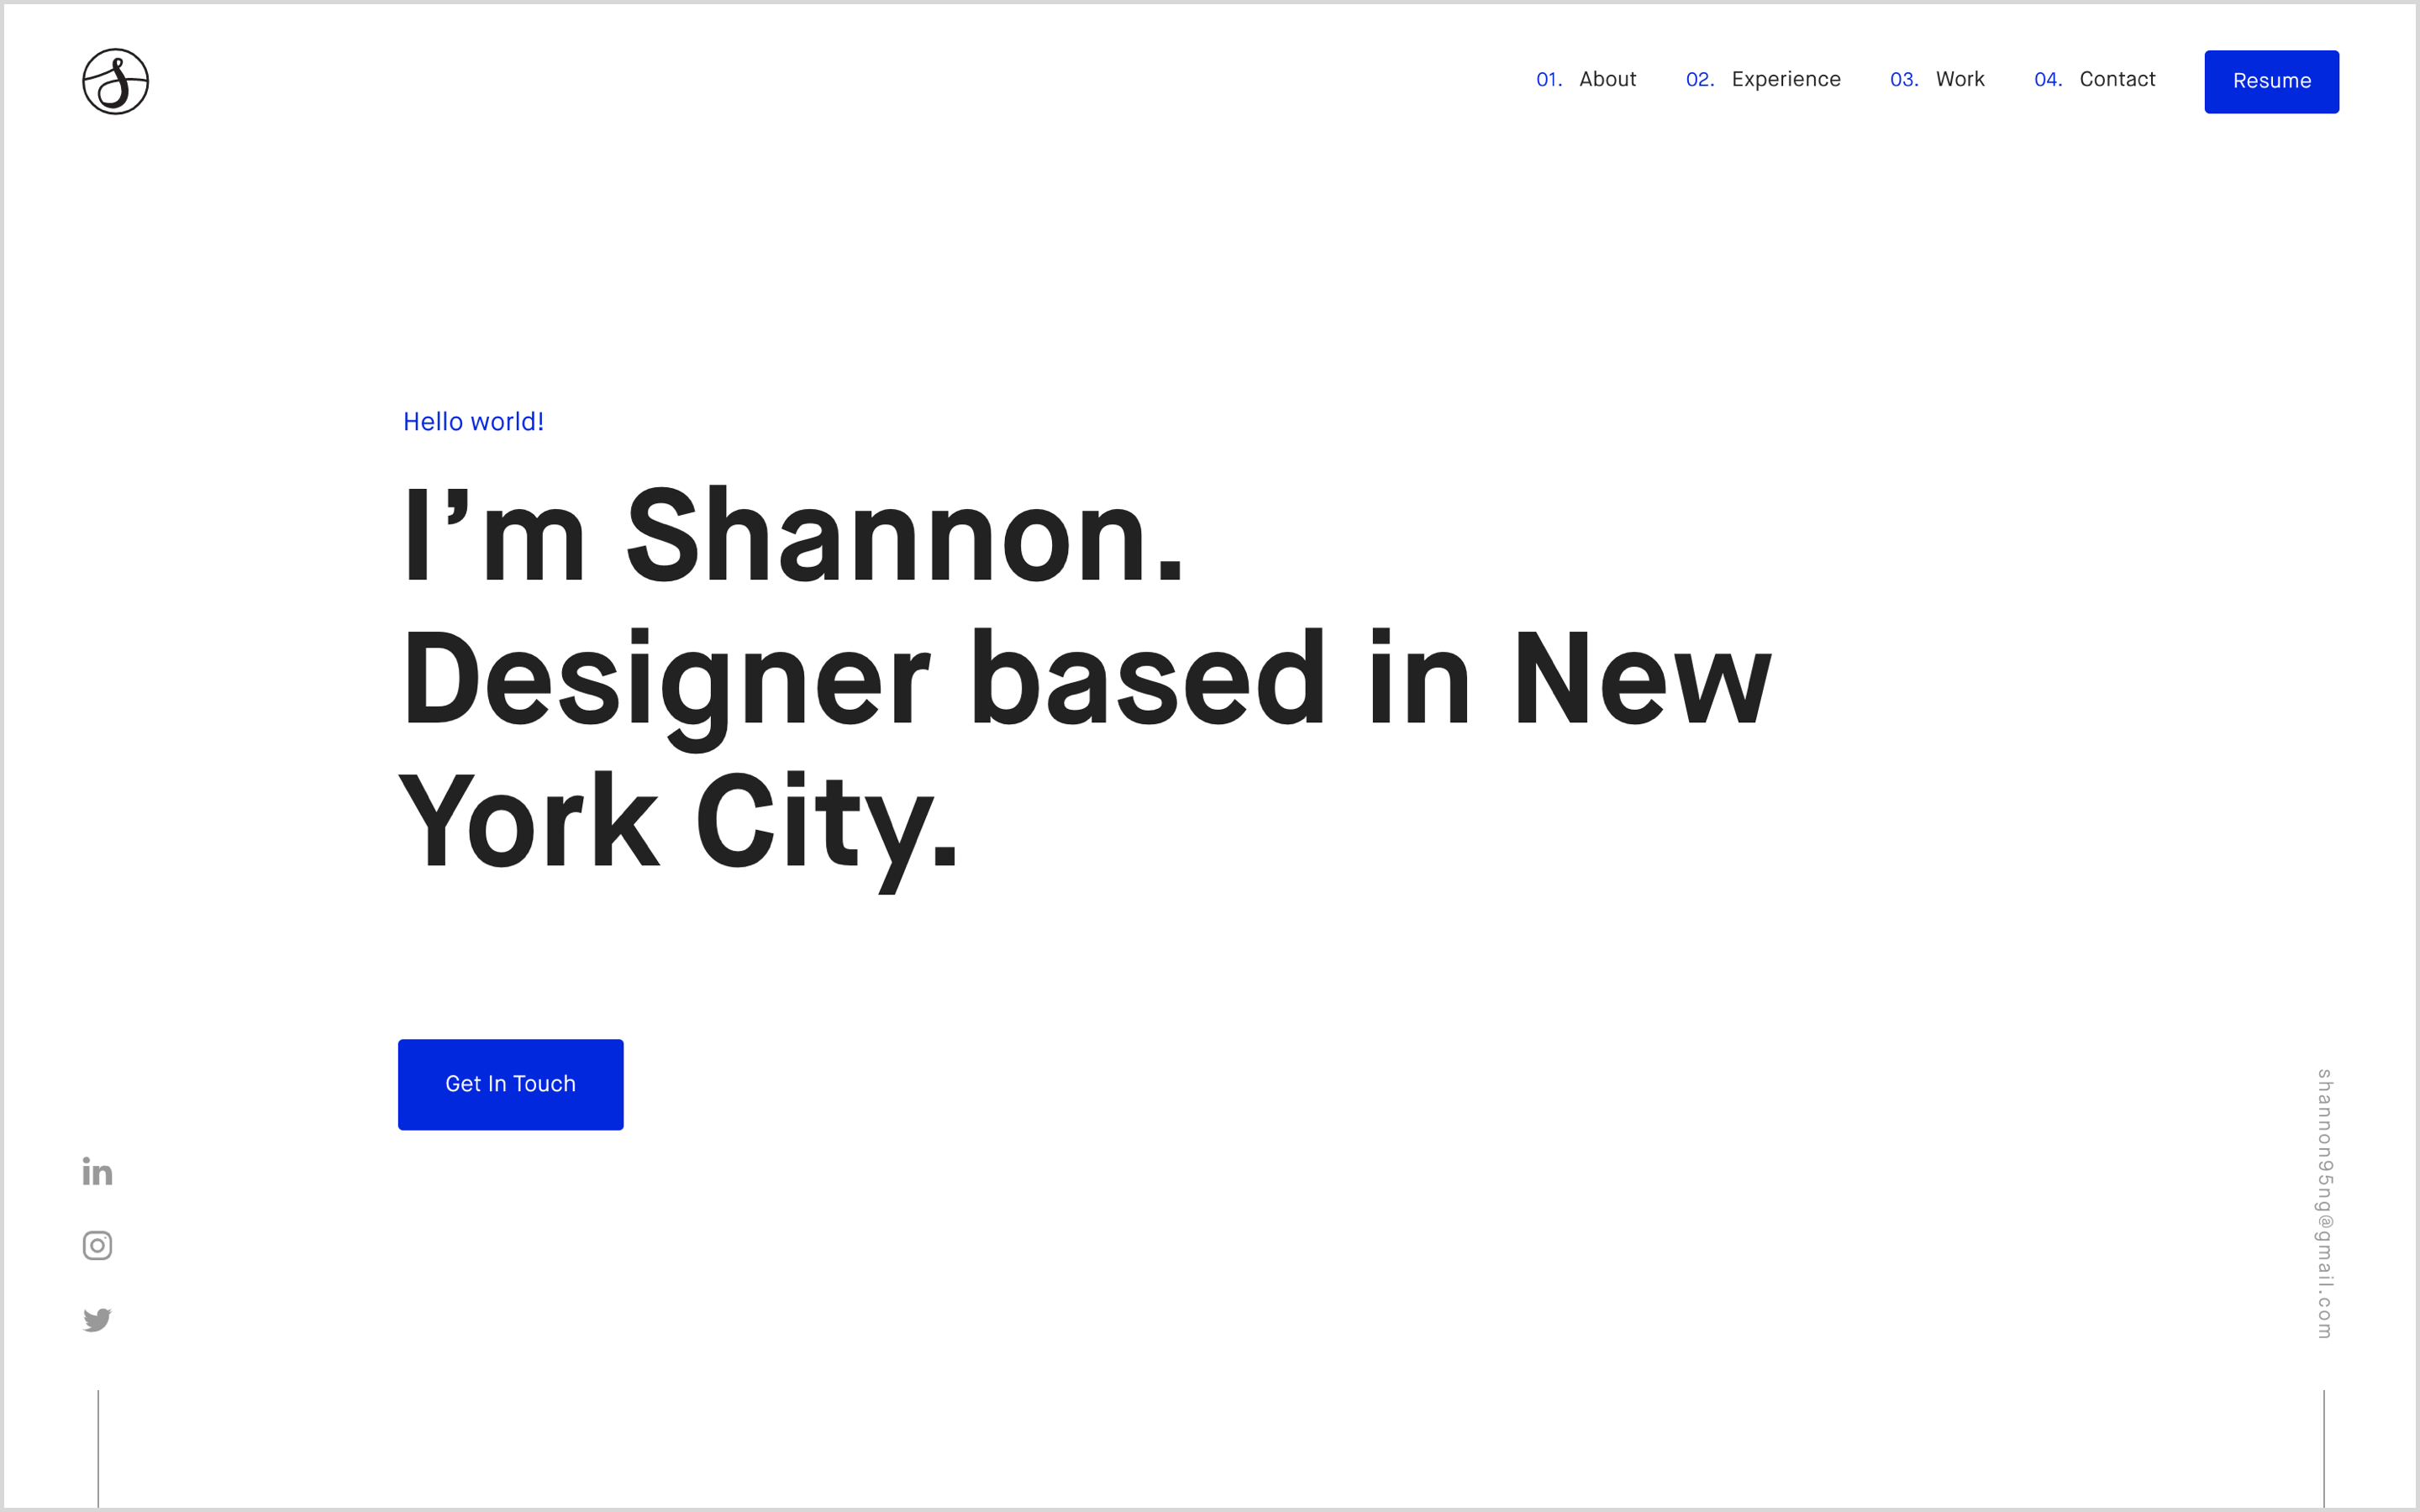 01. About 02. Experience 03. Work 04. Contact Resume
Hello world!
I’m Shannon.
Designer based in New
York City.
Get In Touch
in
shannon95ng@gmail.com